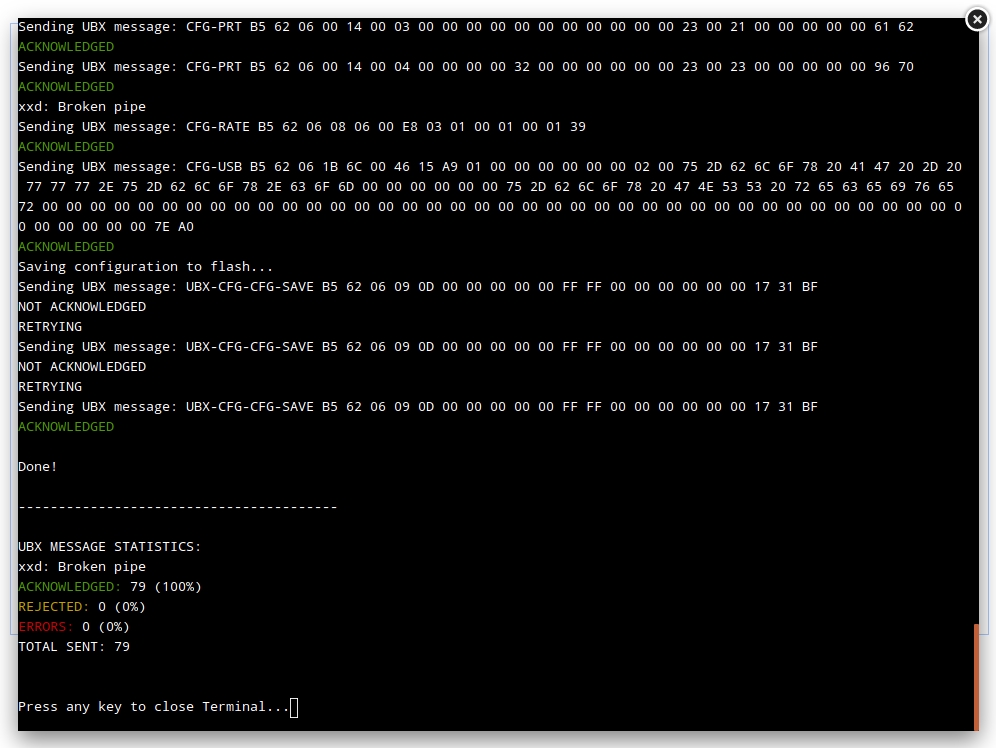 Sending UBX message: CFG-PRT B5 62 06 00 14 00 03 00 00 00 00 00 00 00 00 00 00 00 23 00 21 00 00 00 00 00 61 62
ACKNOWLEDGED
Sending UBX message: CFG-PRT B5 62 06 00 14 00 04 00 00 00 00 32 00 00 00 00 00 00 23 00 23 00 00 00 00 00 96 70
ACKNOWLEDGED
xxd: Broken pipe
Sending UBX message: CFG-RATE B5 62 06 08 06 00 E8 03 01 00 01 00 01 39
ACKNOWLEDGED
Sending UBX message: CFG-USB B5 62 06 1B 6C 00 46 15 A9 01 00 00 00 00 00 00 02 00 75 2D 62 6C 6F 78 20 41 47 20 2D 20
77 77 77 2E 75 2D 62 6C 6F 78 2E 63 6F 6D 00 00 00 00 00 00 75 2D 62 6C 6F 78 20 47 4E 53 53 20 72 65 63 65 69 76 65
72 00 00 00 00 00 00 00 00 00 00 00 00 00 00 00 00 00 00 00 00 00 00 00 00 00 00 00 00 00 00 00 00 00 00 00 00 00 00 0
0 00 00 00 00 00 7E A0
ACKNOWLEDGED
Saving configuration to flash...
Sending UBX message: UBX-CFG-CFG-SAVE B5 62 06 09 0D 00 00 00 00 00 FF FF 00 00 00 00 00 00 17 31 BF
NOT ACKNOWLEDGED
RETRYING
Sending UBX message: UBX-CFG-CFG-SAVE B5 62 06 09 0D 00 00 00 00 00 FF FF 00 00 00 00 00 00 17 31 BF
NOT ACKNOWLEDGED
RETRYING
Sending UBX message: UBX-CFG-CFG-SAVE B5 62 06 09 0D 00 00 00 00 00 FF FF 00 00 00 00 00 00 17 31 BF
ACKNOWLEDGED
Done!
----------------------------------------
UBX MESSAGE STATISTICS:
xxd: Broken pipe
ACKNOWLEDGED: 79 (100%)
REJECTED: 0 (0%)
ERRORS: 0 (0%)
TOTAL SENT: 79
Press any key to close Terminal...